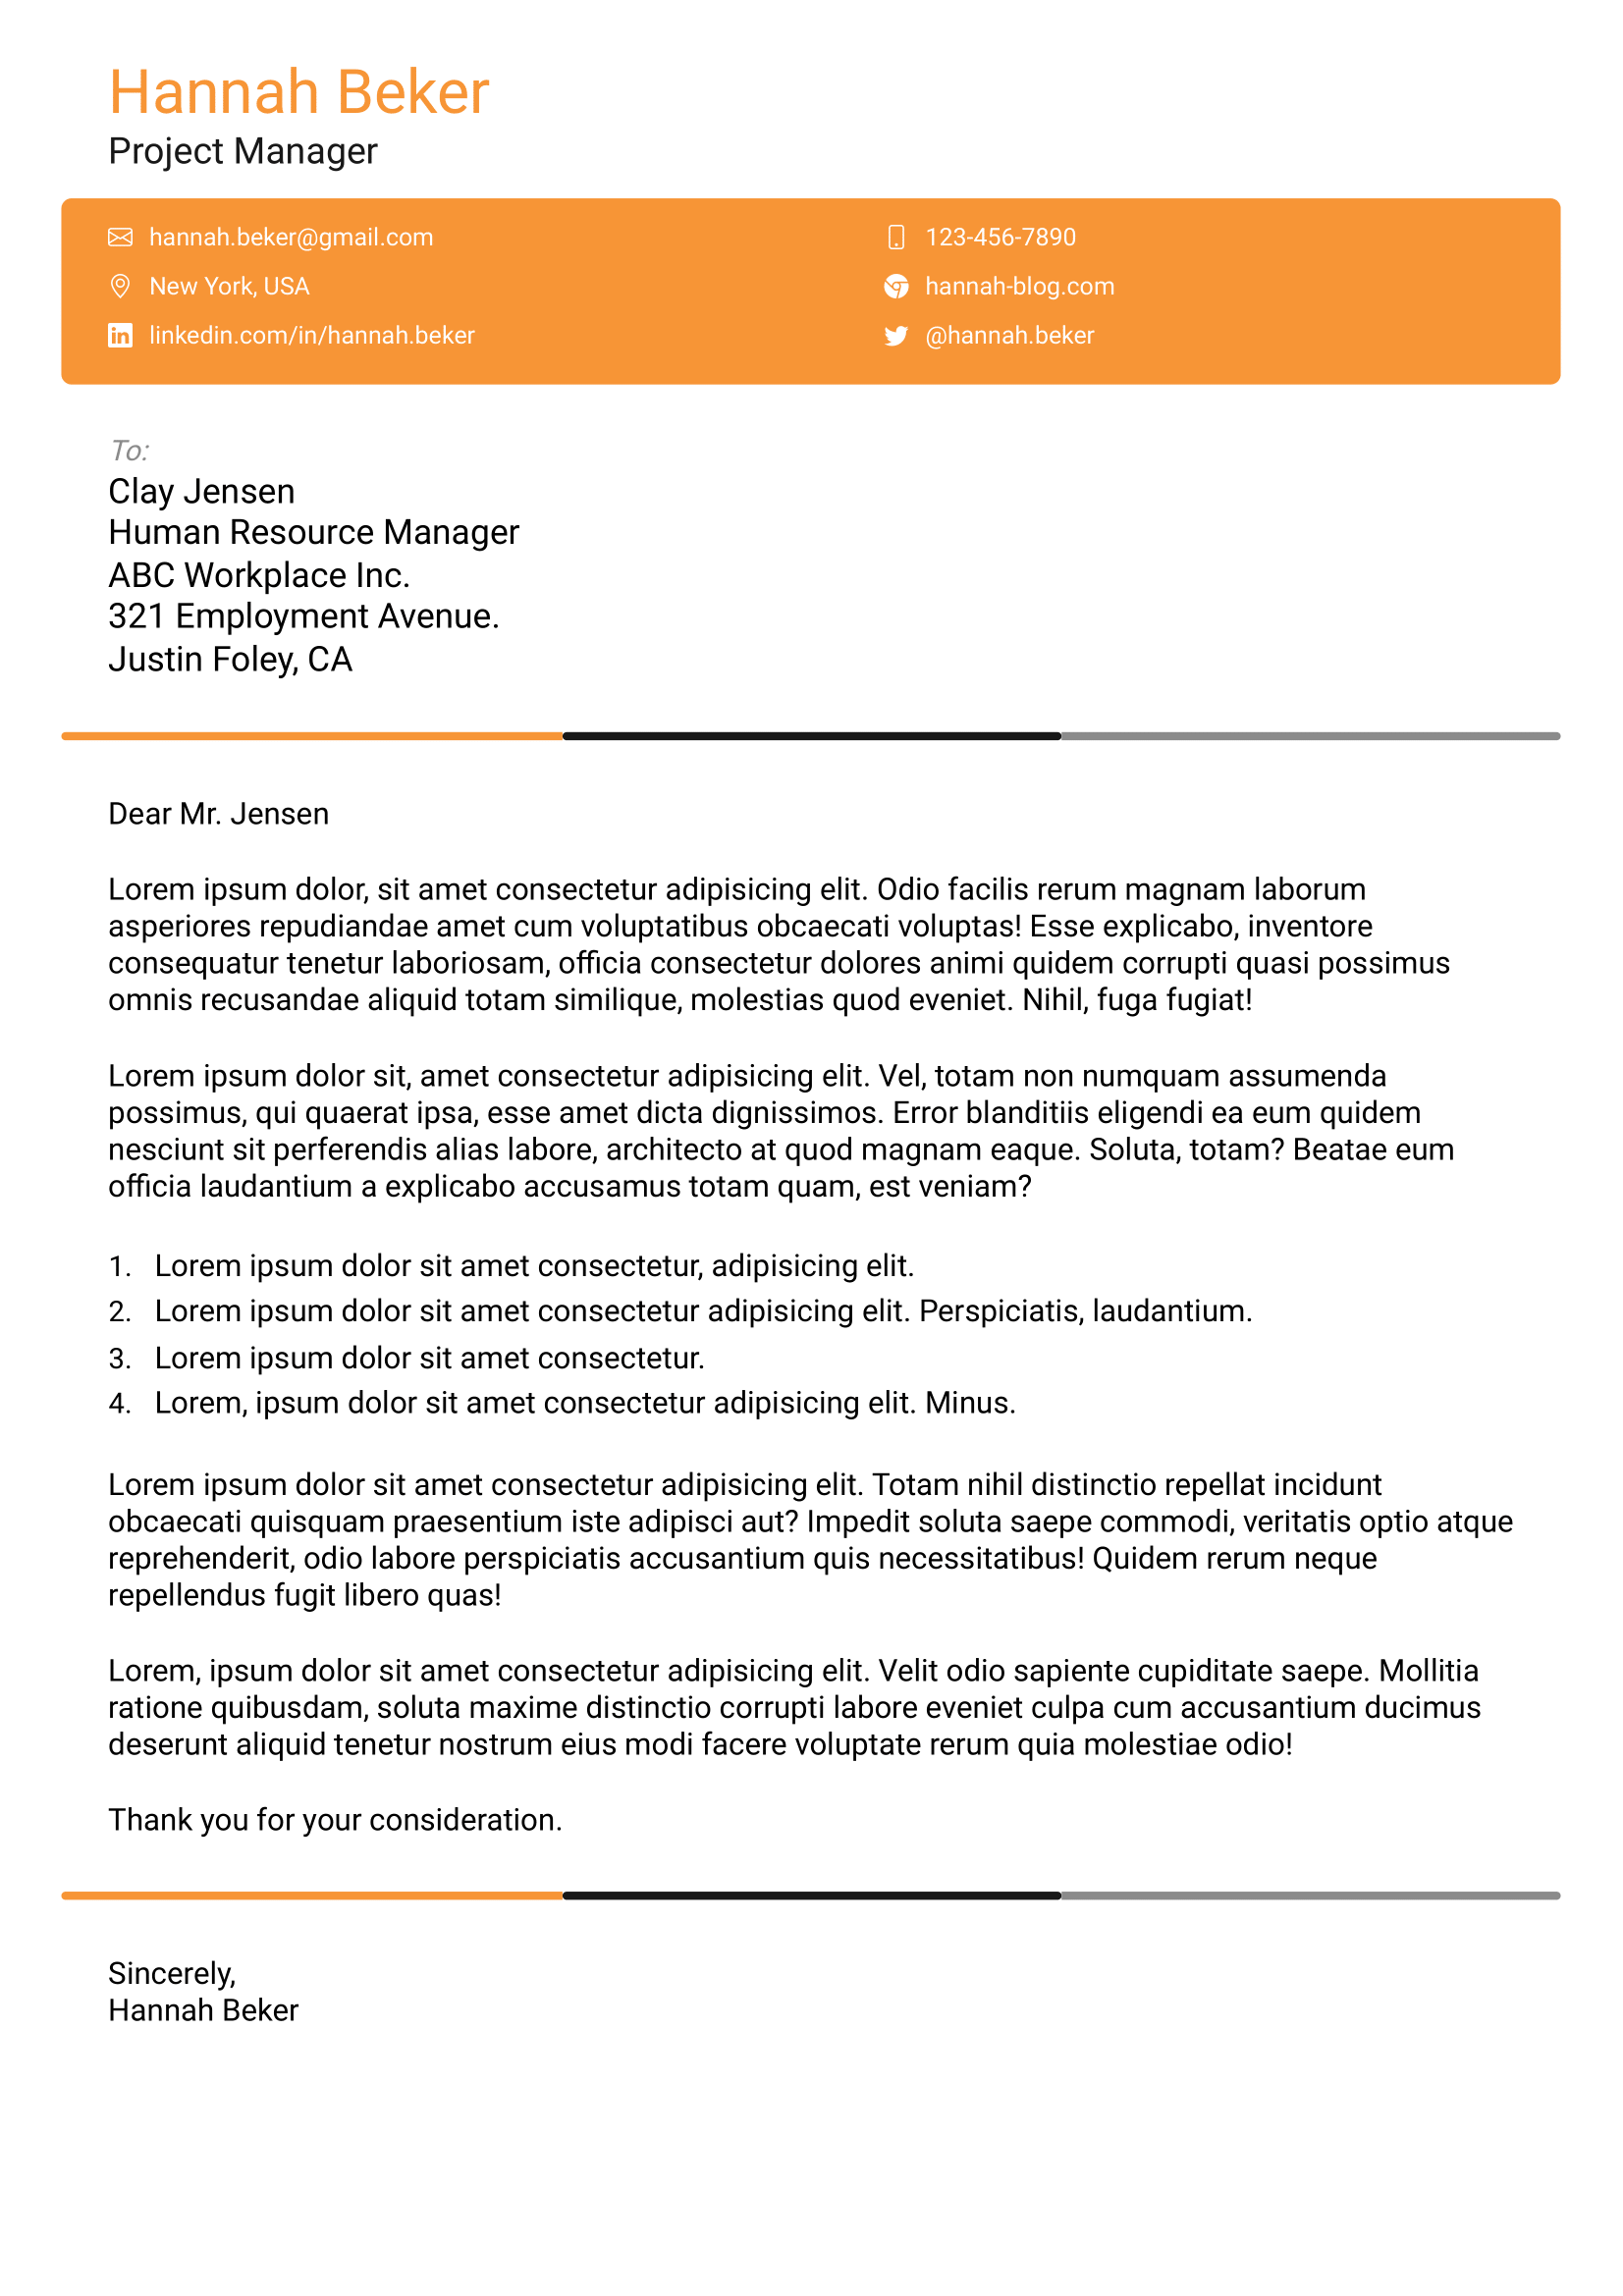 Hannah Beker
Project Manager
hannah.beker@gmail.com
123-456-7890
New York, USA
hannah-blog.com
linkedin.com/in/hannah.beker
@hannah.beker
To:
Clay Jensen
Human Resource Manager
ABC Workplace Inc.
321 Employment Avenue.
Justin Foley, CA
Dear Mr. Jensen
Lorem ipsum dolor, sit amet consectetur adipisicing elit. Odio facilis rerum magnam laborum
asperiores repudiandae amet cum voluptatibus obcaecati voluptas! Esse explicabo, inventore
consequatur tenetur laboriosam, officia consectetur dolores animi quidem corrupti quasi possimus
omnis recusandae aliquid totam similique, molestias quod eveniet. Nihil, fuga fugiat!
Lorem ipsum dolor sit, amet consectetur adipisicing elit. Vel, totam non numquam assumenda
possimus, qui quaerat ipsa, esse amet dicta dignissimos. Error blanditiis eligendi ea eum quidem
nesciunt sit perferendis alias labore, architecto at quod magnam eaque. Soluta, totam? Beatae eum
officia laudantium a explicabo accusamus totam quam, est veniam?
1. Lorem ipsum dolor sit amet consectetur, adipisicing elit.
2. Lorem ipsum dolor sit amet consectetur adipisicing elit. Perspiciatis, laudantium.
3. Lorem ipsum dolor sit amet consectetur.
4. Lorem, ipsum dolor sit amet consectetur adipisicing elit. Minus.
Lorem ipsum dolor sit amet consectetur adipisicing elit. Totam nihil distinctio repellat incidunt
obcaecati quisquam praesentium iste adipisci aut? Impedit soluta saepe commodi, veritatis optio atque
reprehenderit, odio labore perspiciatis accusantium quis necessitatibus! Quidem rerum neque
repellendus fugit libero quas!
Lorem, ipsum dolor sit amet consectetur adipisicing elit. Velit odio sapiente cupiditate saepe. Mollitia
ratione quibusdam, soluta maxime distinctio corrupti labore eveniet culpa cum accusantium ducimus
deserunt aliquid tenetur nostrum eius modi facere voluptate rerum quia molestiae odio!
Thank you for your consideration.
Sincerely,
Hannah Beker